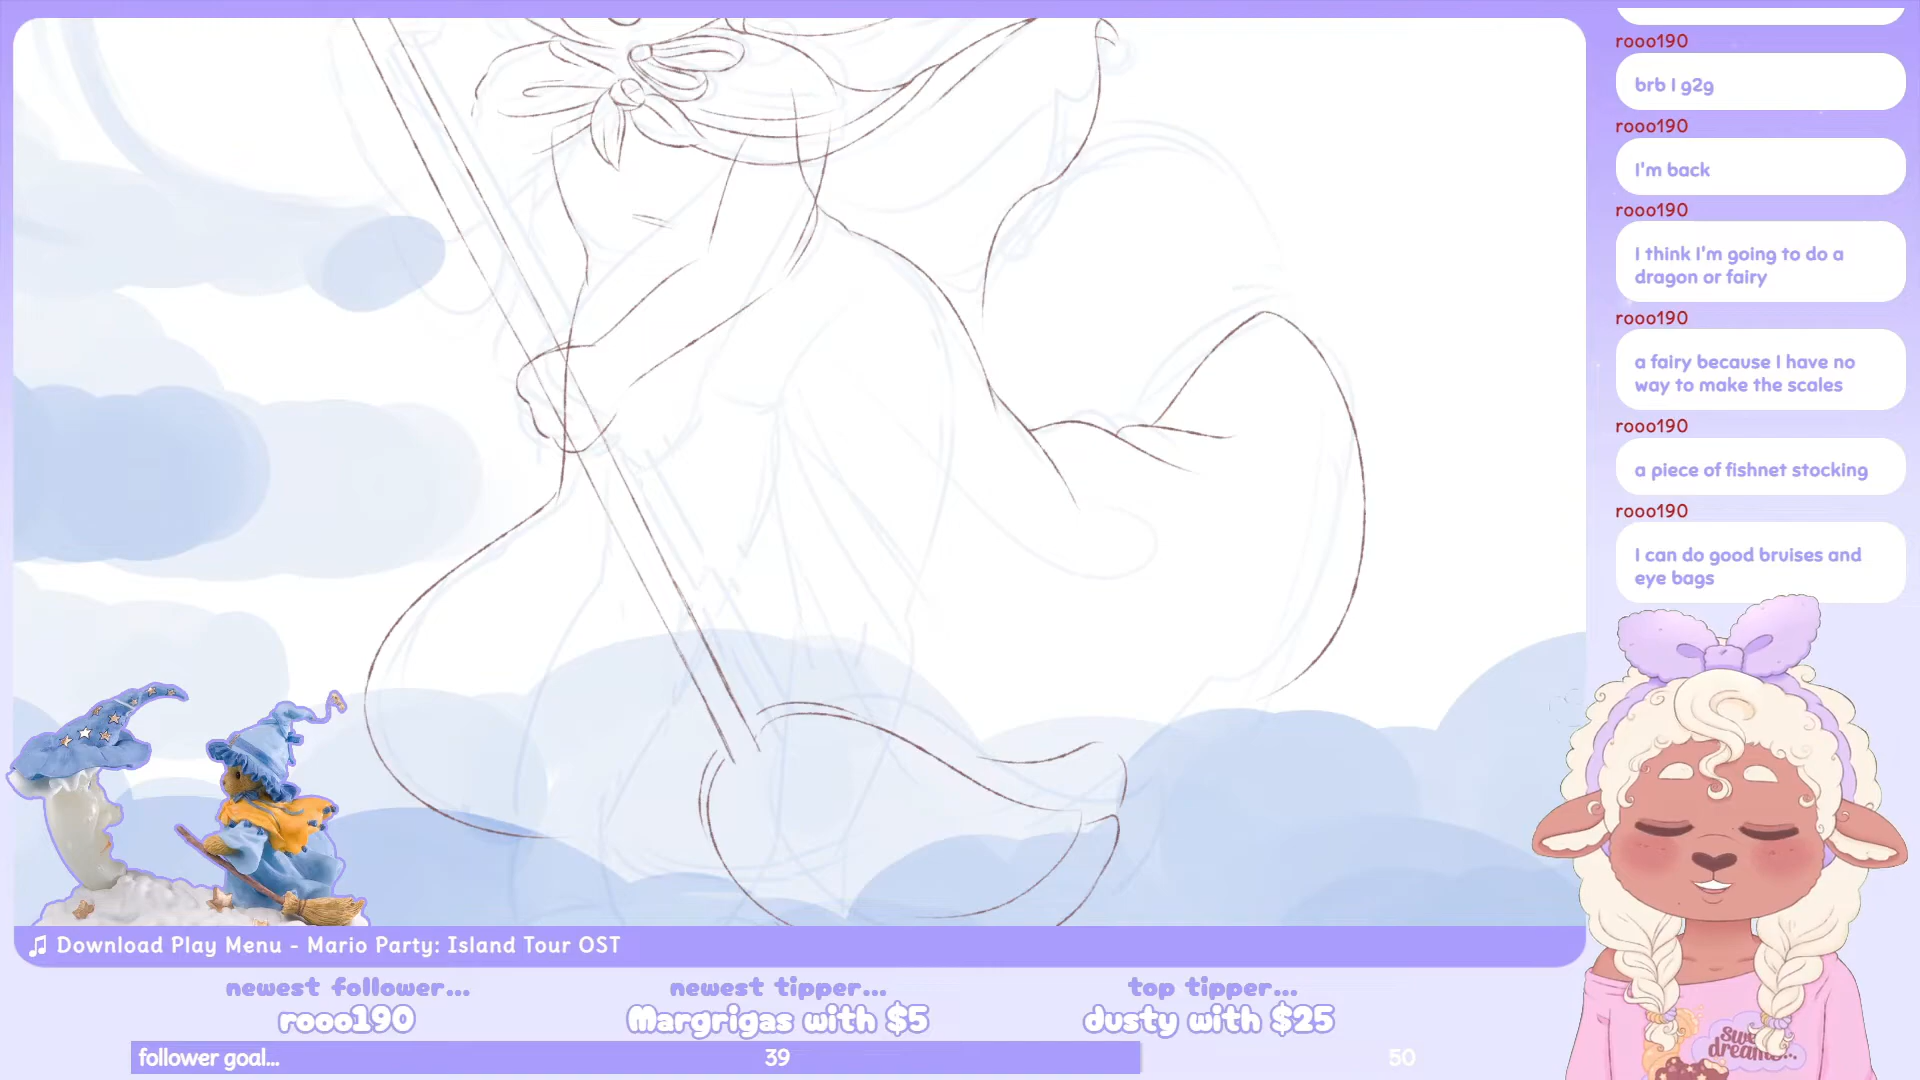 rooo190
brb I g2g
rooo190
I'm back
rooo190
I think I'm going to do a
dragon or fairy
rooo190
a fairy because I have no
way to make the scales
rooo190
a piece of fishnet stocking
rooo190
I can do good bruises and
eye bags
Download Play Menu - Mario Party: Island Tour OST
newest follower...
rooo190
newest tipper...
Margrigas with $5
top tipper...
dusty with $25
follower goal...
39
50
dreams...